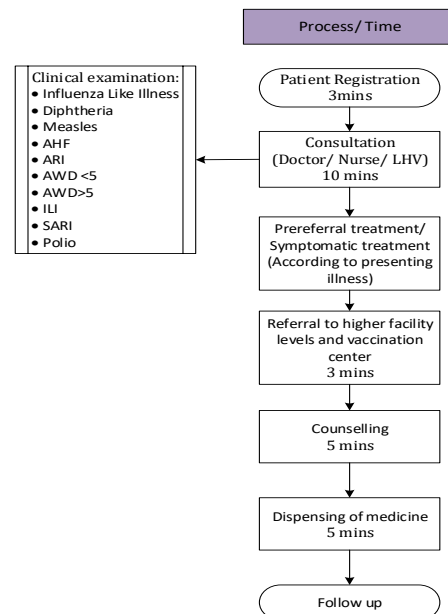 Process/ Time
Clinical examination:
• Influenza Like Illness
• Diphtheria
• Measles
• AHF
• ARI
• AWD <5
• AWD>5
• ILI
• SARI
• Polio
Patient Registration
3mins
Consultation
(Doctor/ Nurse/ LHV)
10 mins
Prereferral treatment/
Symptomatic treatment
(According to presenting
illness)
Referral to higher facility
levels and vaccination
center
3 mins
Counselling
5 mins
Dispensing of medicine
5 mins
Follow up